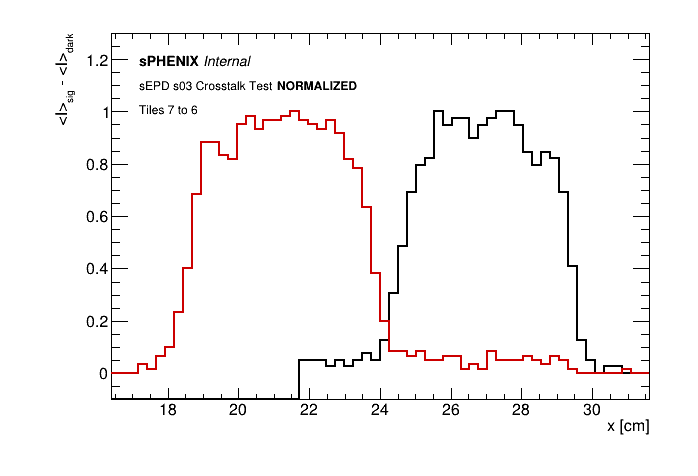 <I>sig - <I>dark
sPHENIX Internal
sEPD s03 Crosstalk Test NORMALIZED
Tiles 7 to 6
1.2
1
0.8
0.6
0.4
0.2
0
18 20 22 24 26 28 30
x [cm]